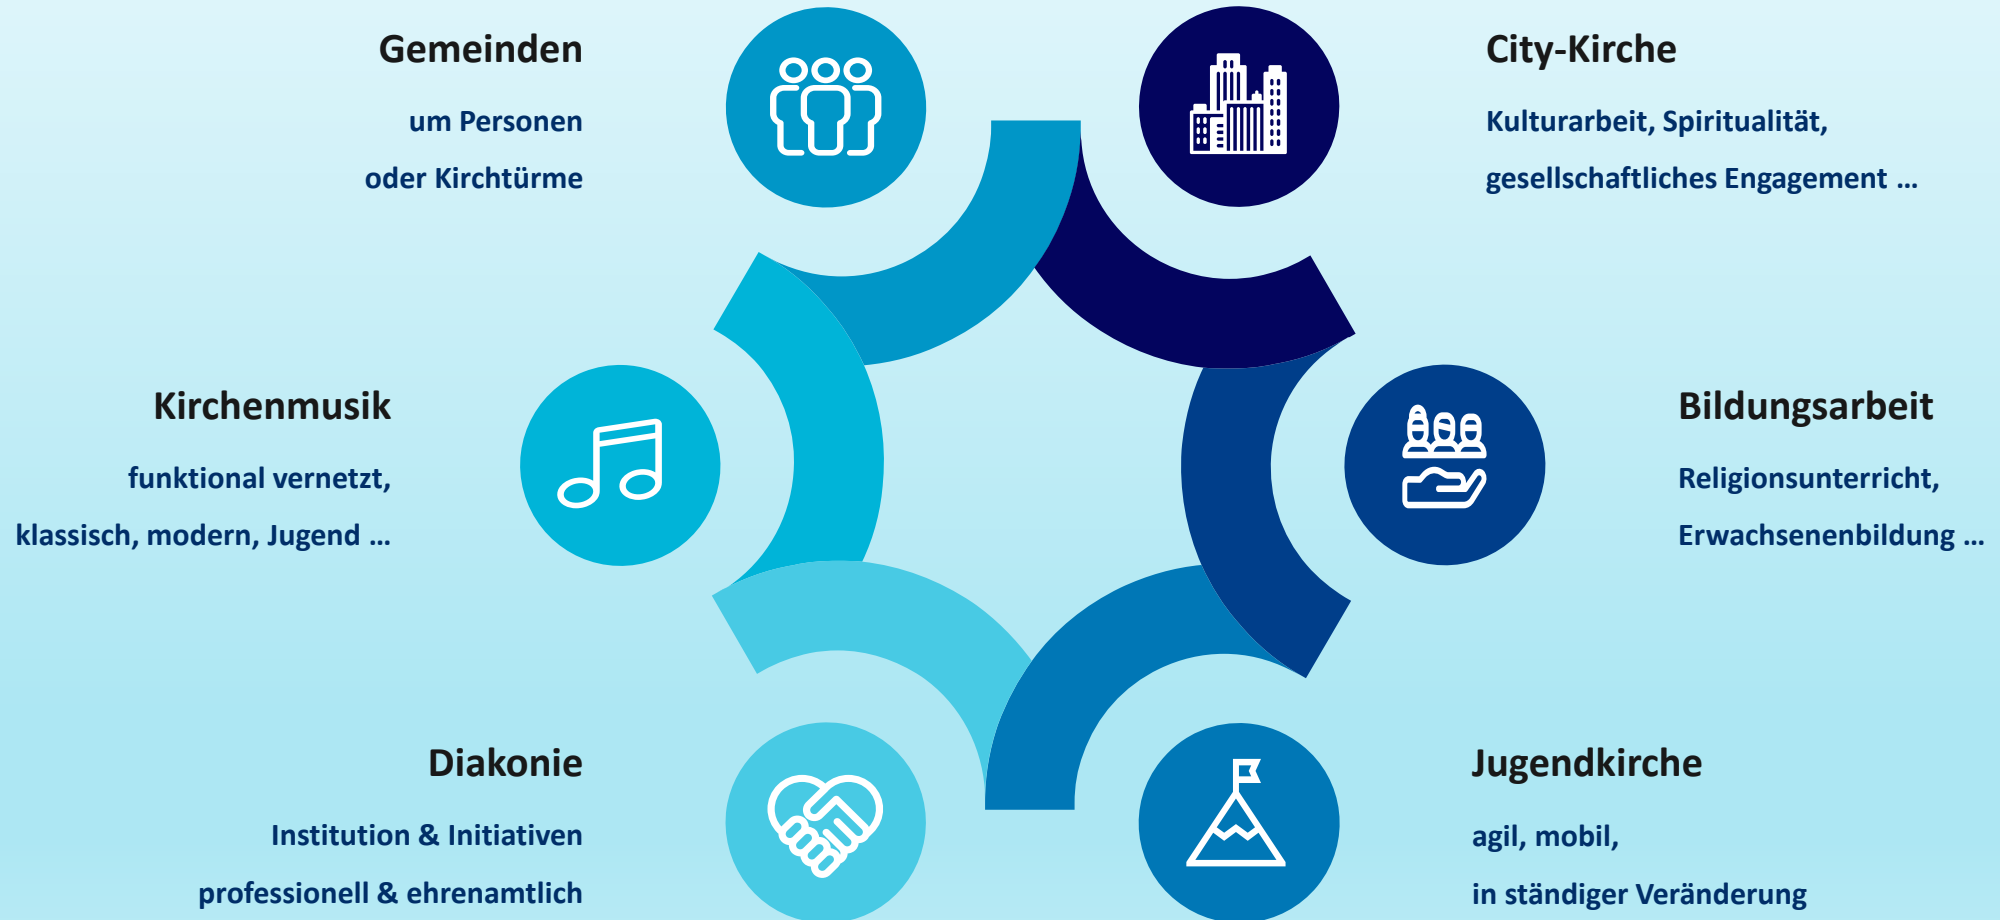 Gemeinden
um Personen
oder Kirchtürme
City-Kirche
Kulturarbeit, Spiritualität,
gesellschaftliches Engagement ...
Kirchenmusik
funktional vernetzt,
klassisch, modern, Jugend ...
Bildungsarbeit
Religionsunterricht,
Erwachsenenbildung ...
Diakonie
Institution & Initiativen
professionell & ehrenamtlich
Jugendkirche
agil, mobil,
in ständiger Veränderung